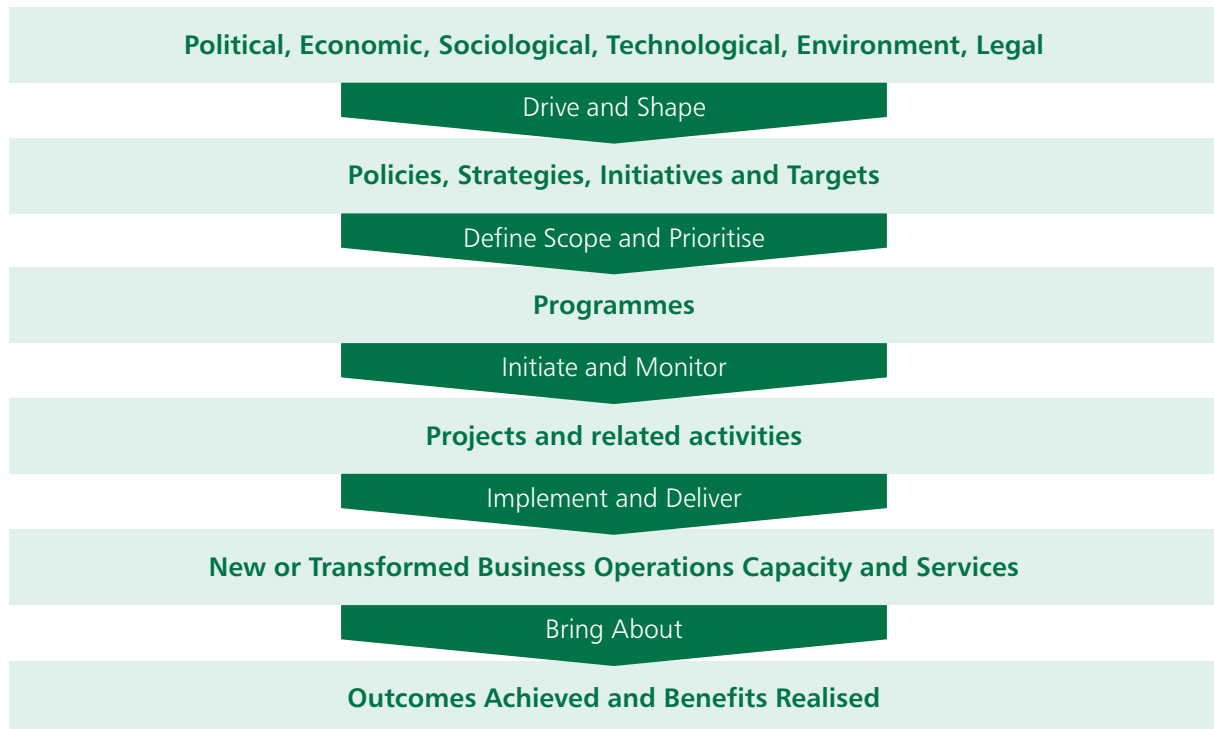 Political, Economic, Sociological, Technological, Environment, Legal
Drive and Shape
Policies, Strategies, Initiatives and Targets
Define Scope and Prioritise
Programmes
Initiate and Monitor
Projects and related activities
Implement and Deliver
New or Transformed Business Operations Capacity and Services
Bring About
Outcomes Achieved and Benefits Realised